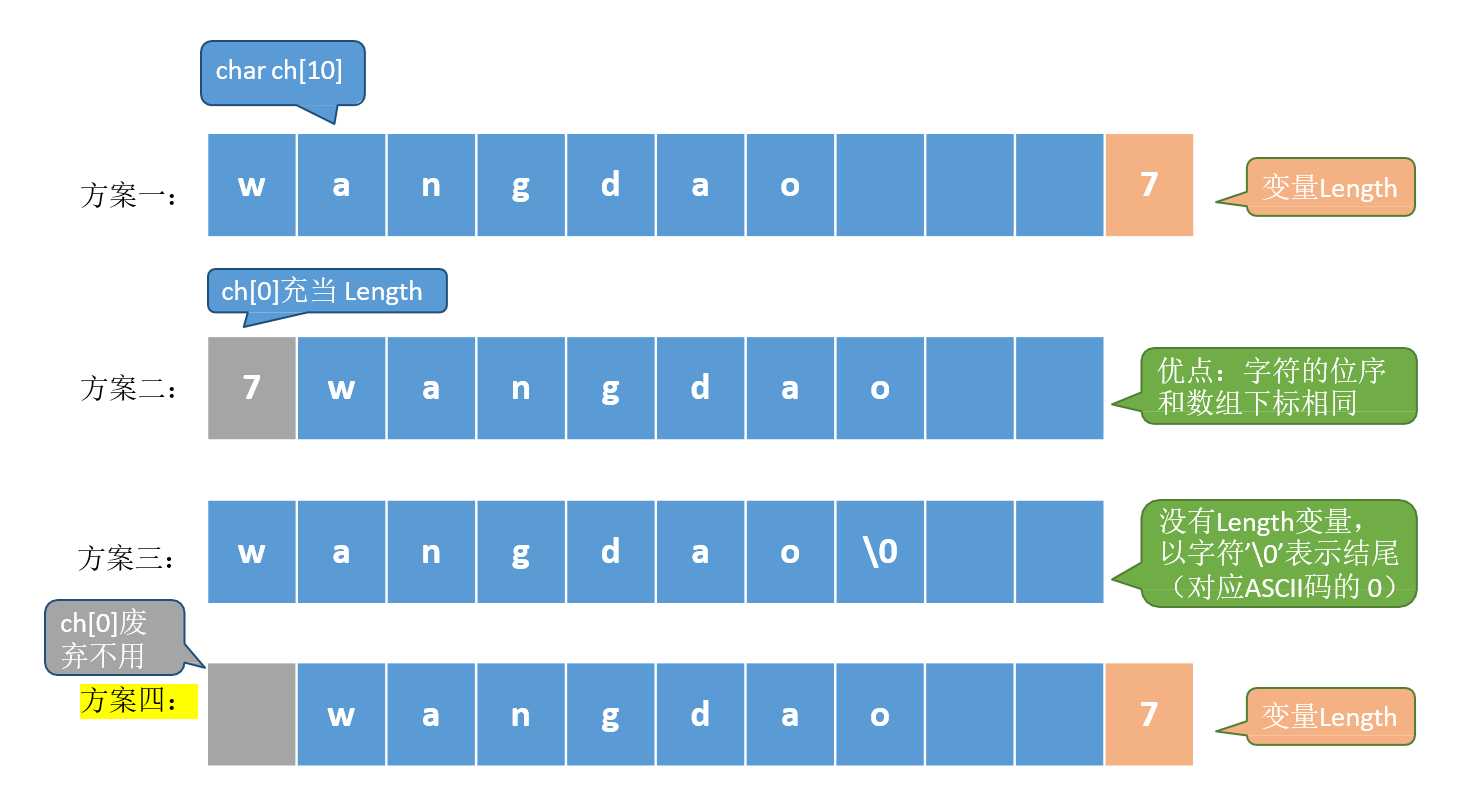 char ch[10]
方案一： w a n g d a o 7 变量Length
ch[0]充当 Length
方案二： 7 w a n g d a o
优点：字符的位序
和数组下标相同
方案三： w a n g d a o \0
没有Length变量，
以字符’\0’表示结尾
（对应ASCII码的 0）
ch[0]废
弃不用
方案四： w a n g d a o 7 变量Length